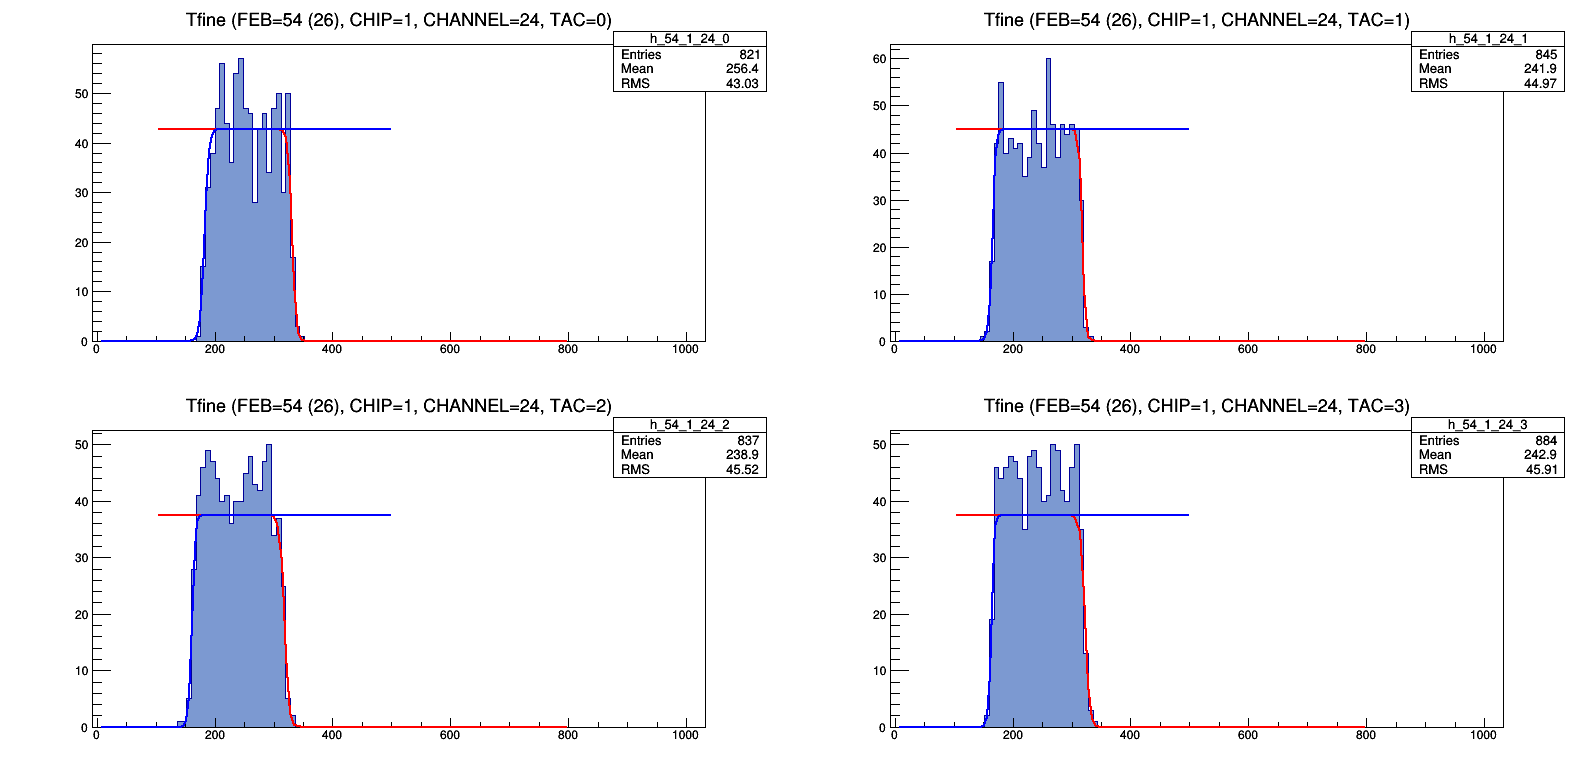 Tfine (FEB=54 (26), CHIP=1, CHANNEL=24, TAC=0)
h_54_1_24_0
Entries 821
Mean 256.4
RMS 43.03
50
40
30
20
10
0
0 200 400 600 800 1000
Tfine (FEB=54 (26), CHIP=1, CHANNEL=24, TAC=1)
h_54_1_24_1
Entries 845
Mean 241.9
RMS 44.97
60
50
40
30
20
10
0
0 200 400 600 800 1000
Tfine (FEB=54 (26), CHIP=1, CHANNEL=24, TAC=2)
h_54_1_24_2
Entries 837
Mean 238.9
RMS 45.52
50
40
30
20
10
0
0 200 400 600 800 1000
Tfine (FEB=54 (26), CHIP=1, CHANNEL=24, TAC=3)
h_54_1_24_3
Entries 884
Mean 242.9
RMS 45.91
50
40
30
20
10
0
0 200 400 600 800 1000